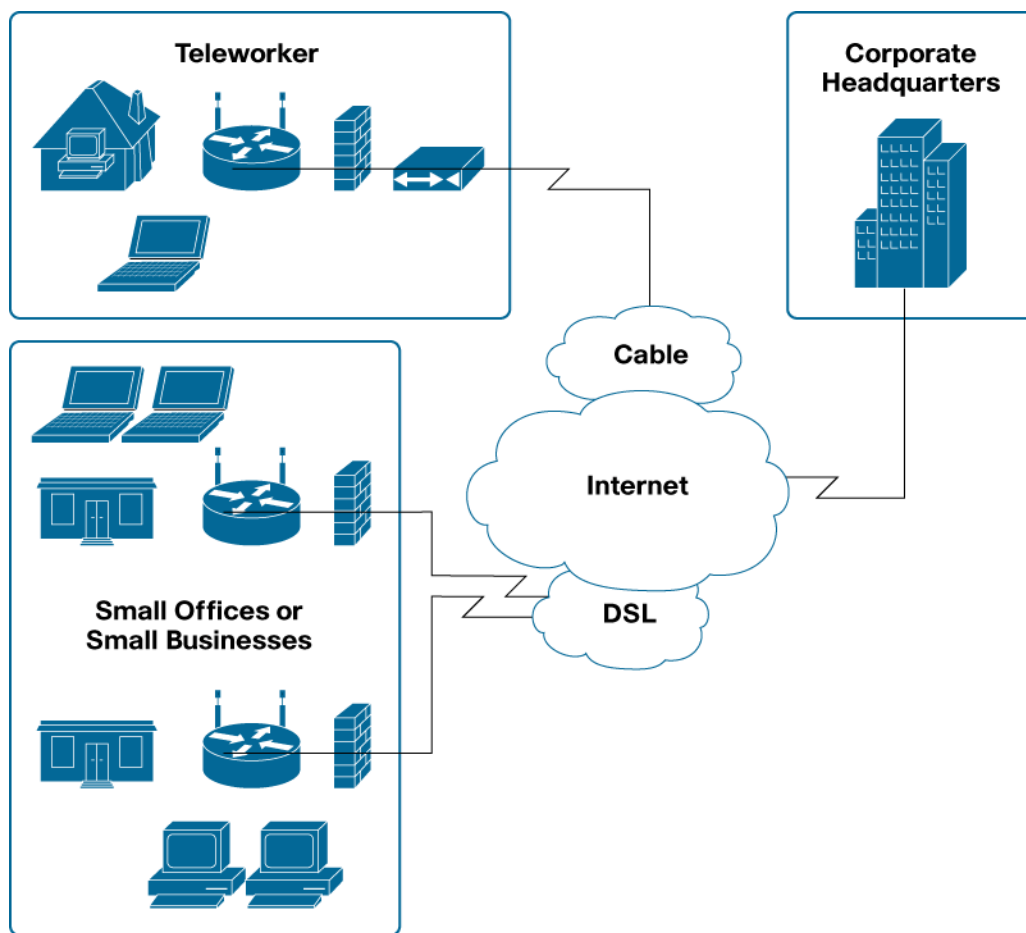 Teleworker
Corporate
Headquarters
Cable
Internet
Small Offices or
Small Businesses
DSL